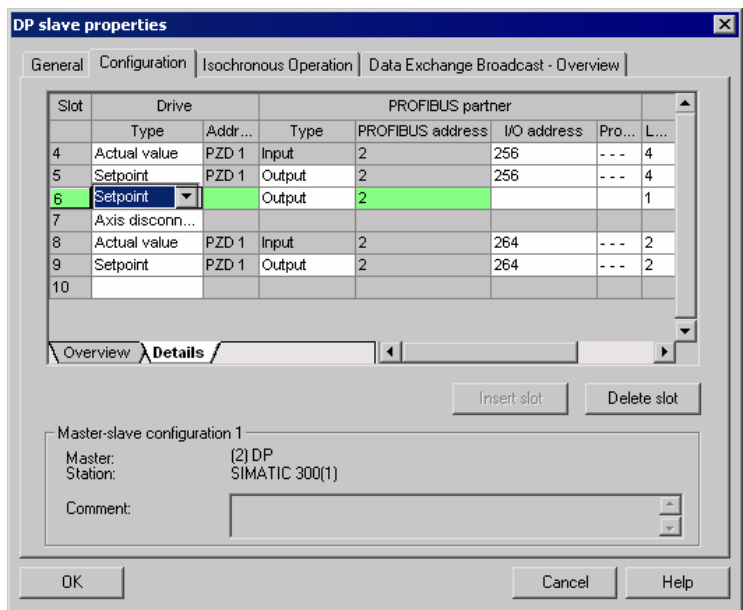 DP slave properties
General Configuration Isochronous Operation Data Exchange Broadcast - Overview
Slot Drive PROFIBUS partner
Type Addr... Type PROFIBUS address I/O address Pro... L...
4 Actual value PZD 1 Input 2 256 - - - 4
5 Setpoint PZD 1 Output 2 256 - - - 4
6 Setpoint Output 2 1
7 Axis disconn...
8 Actual value PZD 1 Input 2 264 - - - 2
9 Setpoint PZD 1 Output 2 264 - - - 2
10
Overview Details
Insert slot Delete slot
Master-slave configuration 1
Master: (2) DP
Station: SIMATIC 300(1)
Comment:
OK Cancel Help